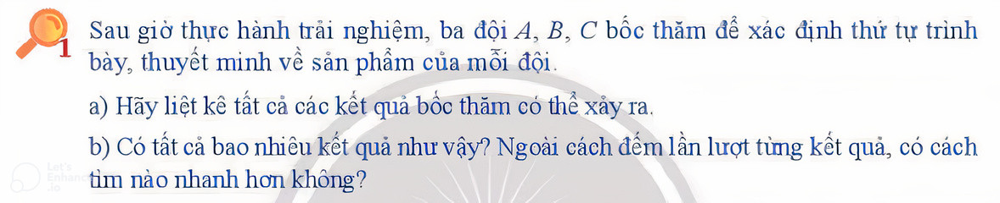 1
Sau giờ thực hành trải nghiệm, ba đội A, B, C bốc thăm để xác định thứ tự trình
bày, thuyết minh về sản phẩm của mỗi đội.
a) Hãy liệt kê tất cả các kết quả bốc thăm có thể xảy ra.
b) Có tất cả bao nhiêu kết quả như vậy? Ngoài cách đếm lần lượt từng kết quả, có cách
tìm nào nhanh hơn không?
Let's
Enhance
.io